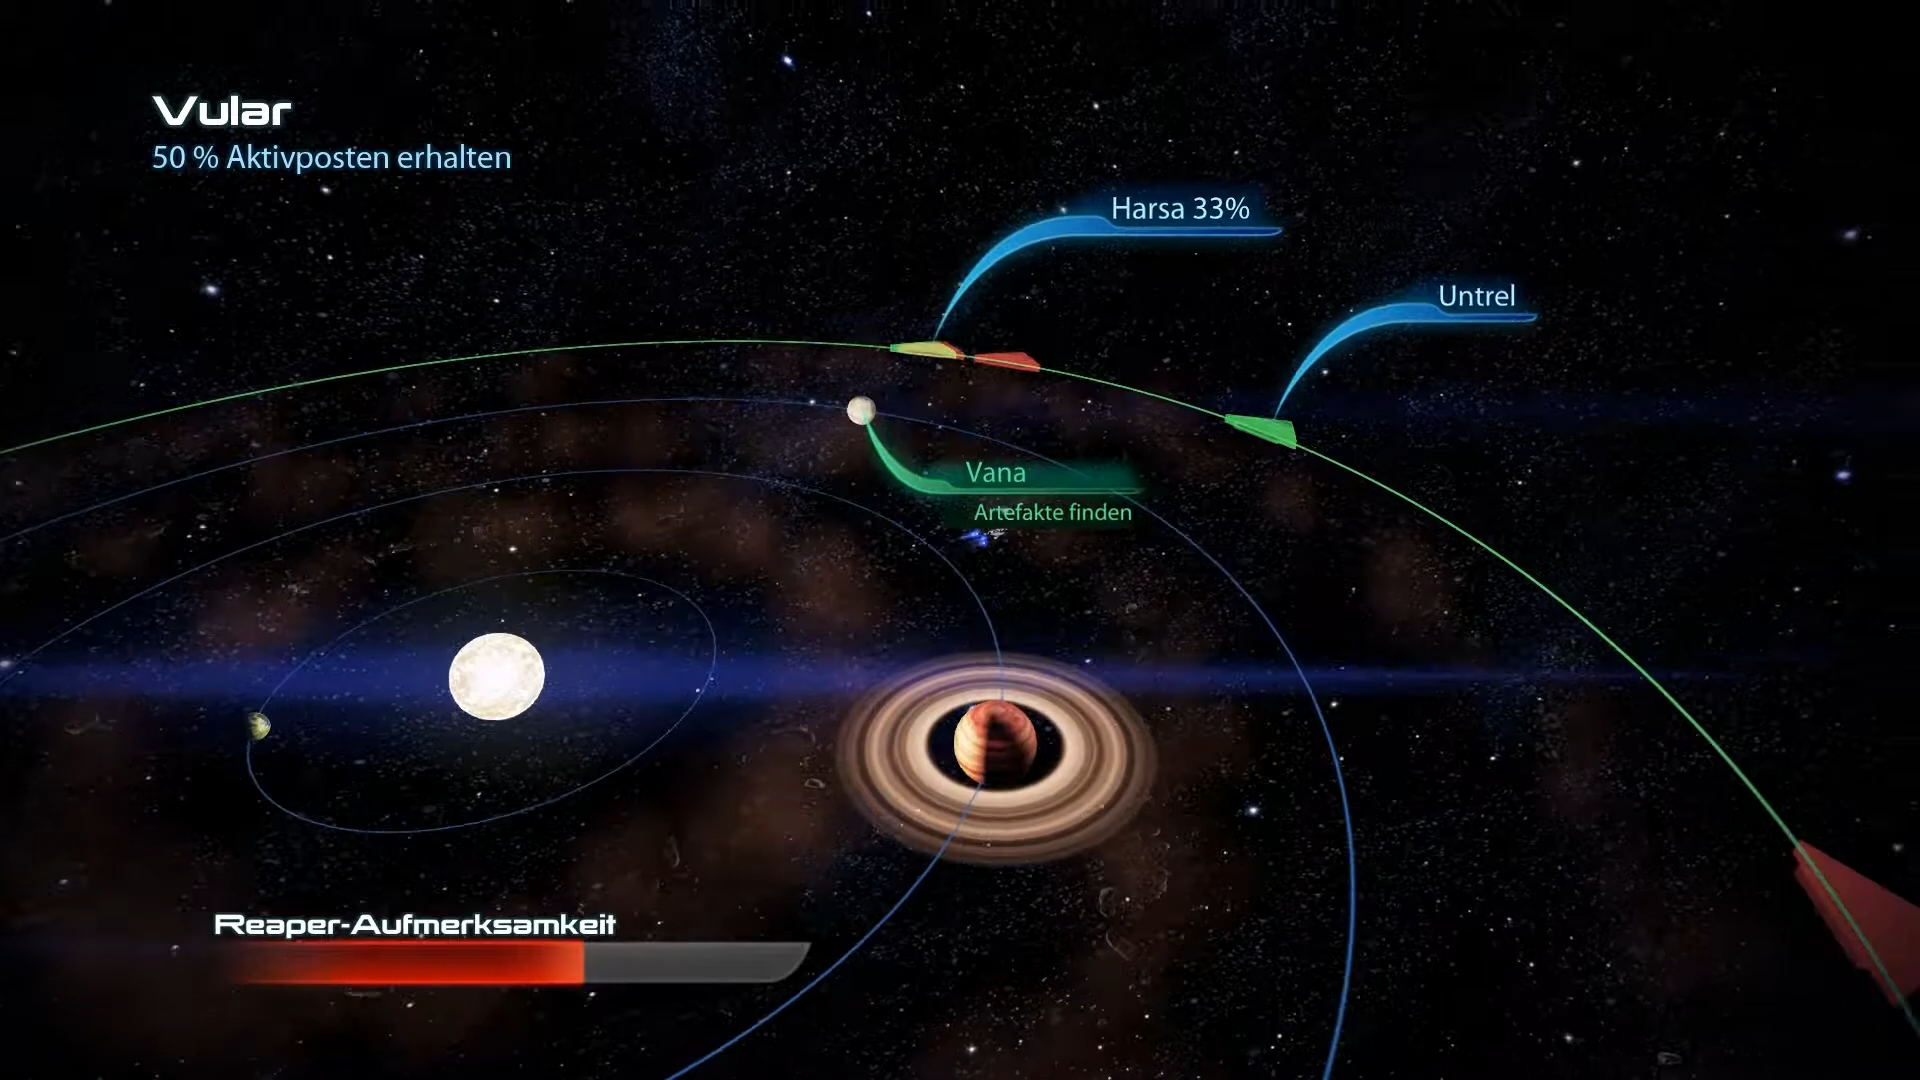 Vular
50 % Aktivposten erhalten
Harsa 33%
Untrel
Vana
Artefakte finden
Reaper-Aufmerksamkeit